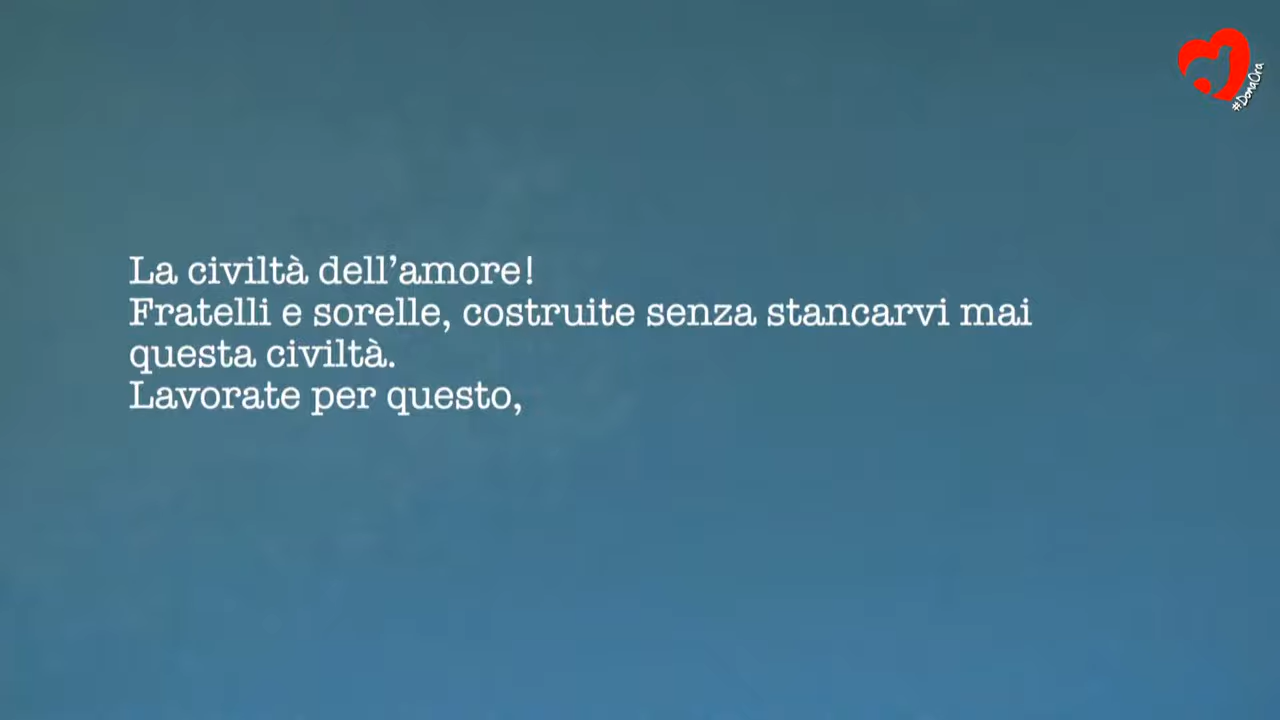 #DonaOra
La civiltà dell’amore!
Fratelli e sorelle, costruite senza stancarvi mai
questa civiltà.
Lavorate per questo,